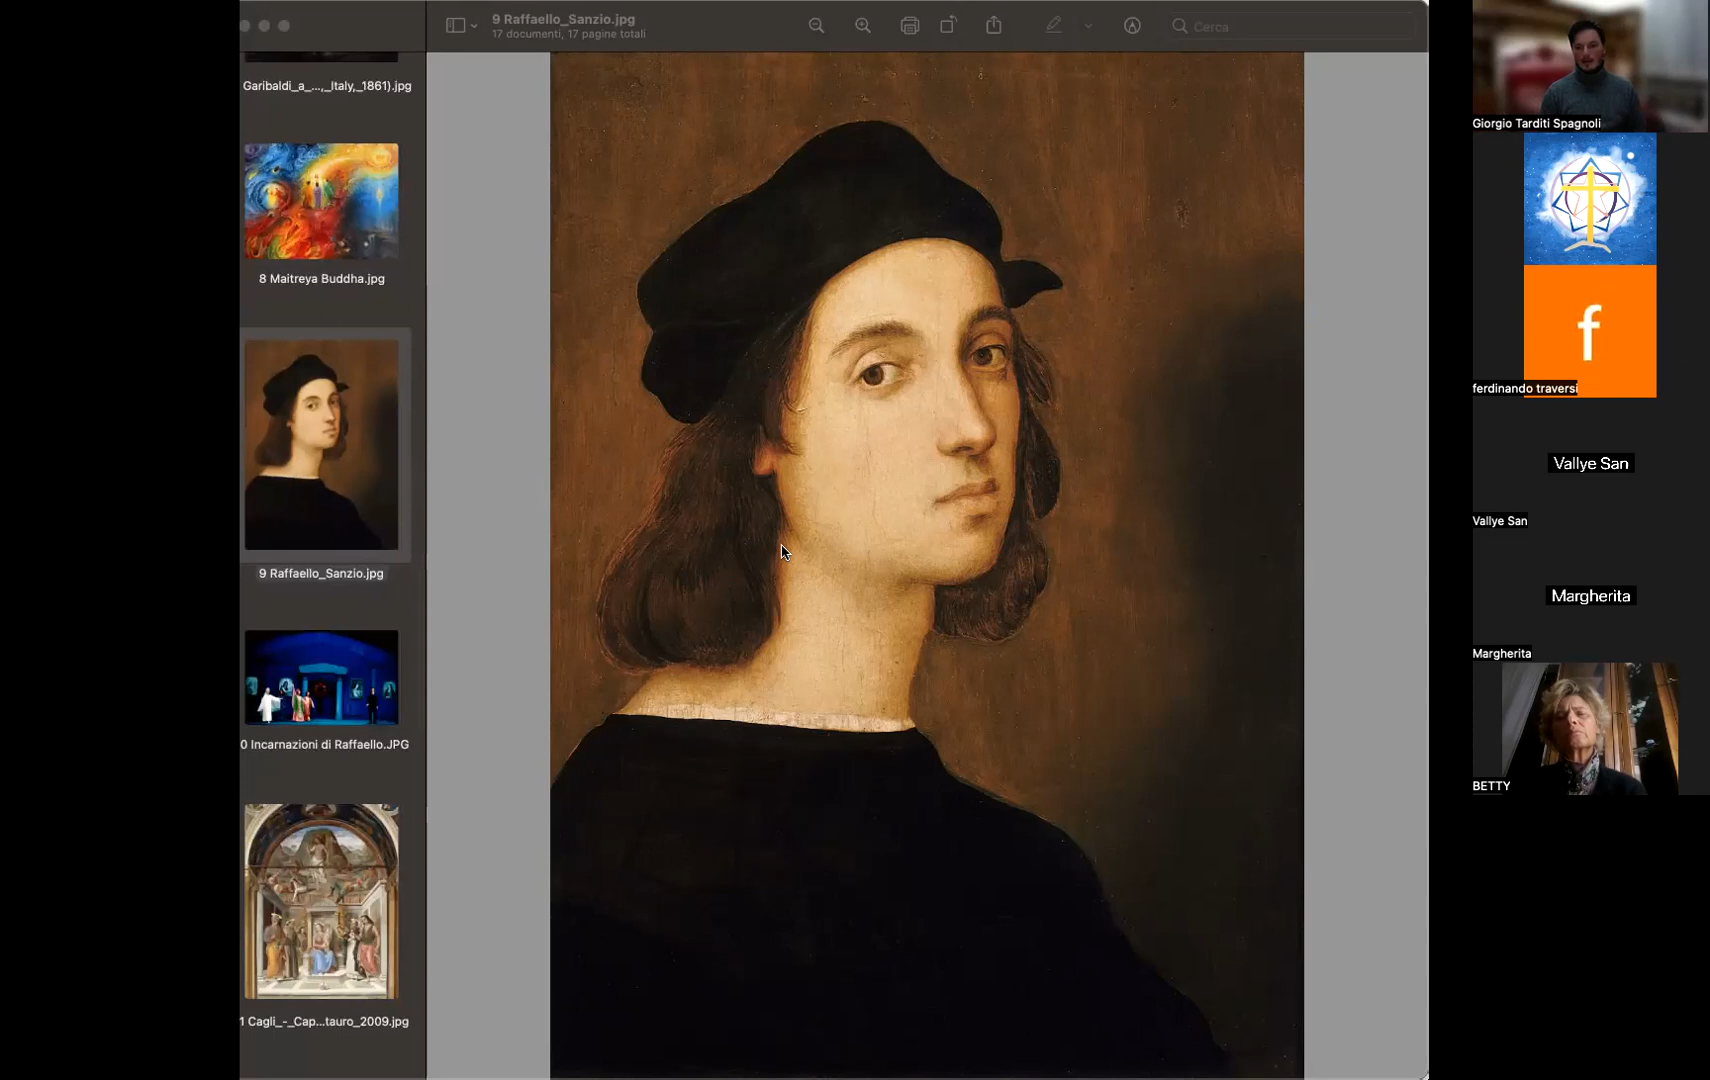 9 Raffaello_Sanzio.jpg
17 documenti, 17 pagine totali
Cerca
Garibaldi_a_...,_Italy,_1861).jpg
8 Maitreya Buddha.jpg
9 Raffaello_Sanzio.jpg
0 Incarnazioni di Raffaello.JPG
1 Cagli_-_Cap...tauro_2009.jpg
Giorgio Tarditi Spagnoli
f
ferdinando traversi
Vallye San
Vallye San
Margherita
Margherita
BETTY